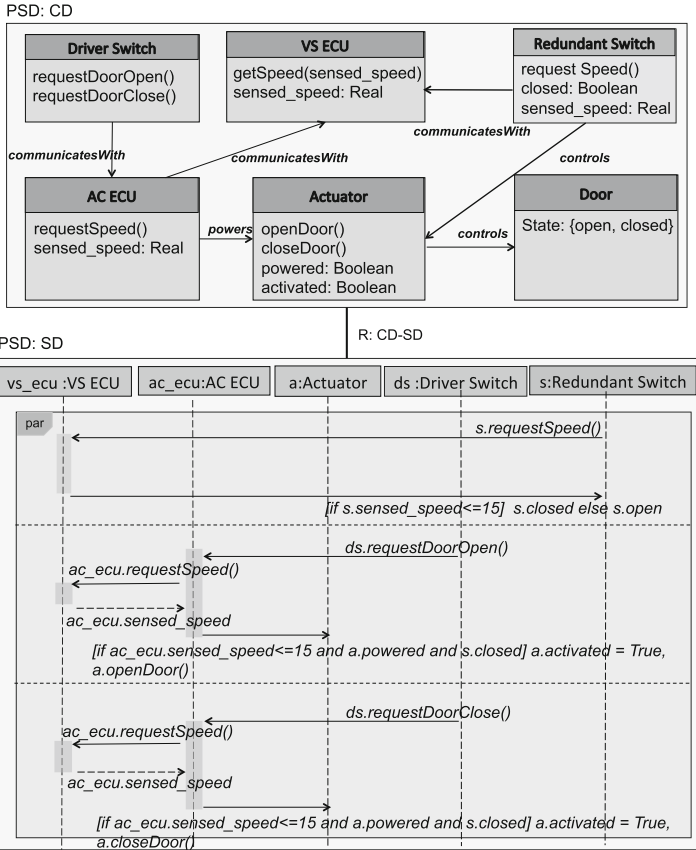 PSD: CD
Driver Switch
requestDoorOpen()
requestDoorClose()
VS ECU
getSpeed(sensed_speed)
sensed_speed: Real
Redundant Switch
request Speed()
closed: Boolean
sensed_speed: Real
communicatesWith
communicatesWith
communicatesWith
controls
AC ECU
requestSpeed()
sensed_speed: Real
powers
Actuator
openDoor()
closeDoor()
powered: Boolean
activated: Boolean
controls
Door
State: {open, closed}
R: CD-SD
PSD: SD
vs_ecu :VS ECU
ac_ecu:AC ECU
a:Actuator
ds :Driver Switch
s:Redundant Switch
par
s.requestSpeed()
[if s.sensed_speed<=15] s.closed else s.open
ds.requestDoorOpen()
ac_ecu.requestSpeed()
ac_ecu.sensed_speed
[if ac_ecu.sensed_speed<=15 and a.powered and s.closed] a.activated = True,
a.openDoor()
ds.requestDoorClose()
ac_ecu.requestSpeed()
ac_ecu.sensed_speed
[if ac_ecu.sensed_speed<=15 and a.powered and s.closed] a.activated = True,
a.closeDoor()